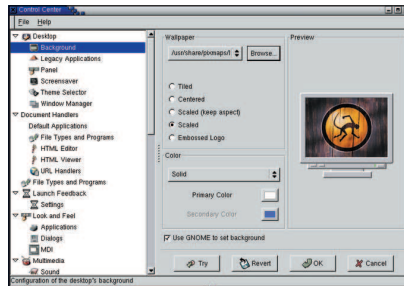 Control Center
File Help
Desktop
Background
Legacy Applications
Panel
Screensaver
Theme Selector
Window Manager
Document Handlers
Default Applications
File Types and Programs
HTML Editor
HTML Viewer
URL Handlers
File Types and Programs
Launch Feedback
Settings
Look and Feel
Applications
Dialogs
MDI
Multimedia
Sound
Wallpaper
/usr/share/pixmaps/t
Browse...
Tiled
Centered
Scaled (keep aspect)
Scaled
Embossed Logo
Color
Solid
Primary Color
Secondary Color
Preview
Use GNOME to set background
Try Revert OK Cancel
Configuration of the desktop's background